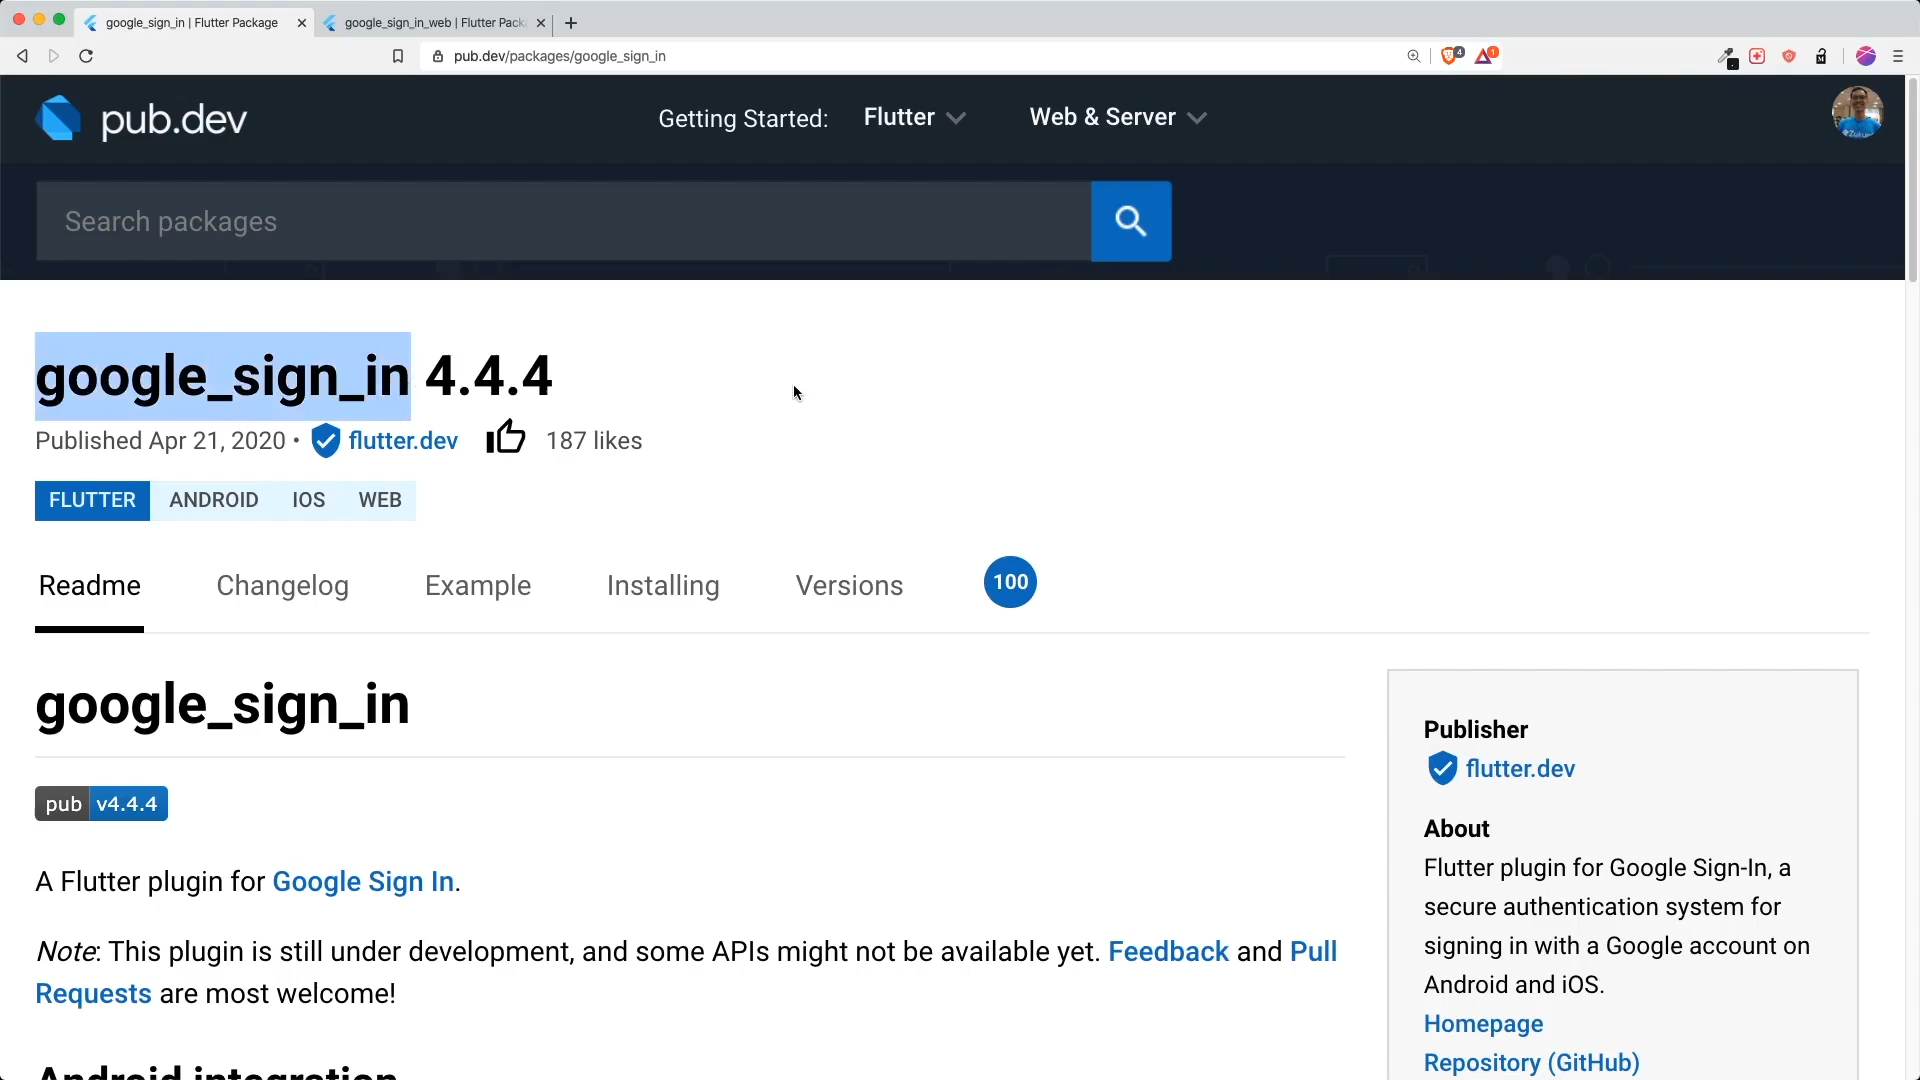 google_sign_in | Flutter Package
google_sign_in_web | Flutter Pack
pub.dev/packages/google_sign_in
4
1
pub.dev
Getting Started:
Flutter
Web & Server
Search packages
google_sign_in 4.4.4
Published Apr 21, 2020 • flutter.dev 187 likes
FLUTTER ANDROID IOS WEB
Readme Changelog Example Installing Versions 100
google_sign_in
pub v4.4.4
A Flutter plugin for Google Sign In.
Note: This plugin is still under development, and some APIs might not be available yet. Feedback and Pull
Requests are most welcome!
Android integration
Publisher
flutter.dev
About
Flutter plugin for Google Sign-In, a
secure authentication system for
signing in with a Google account on
Android and iOS.
Homepage
Repository (GitHub)